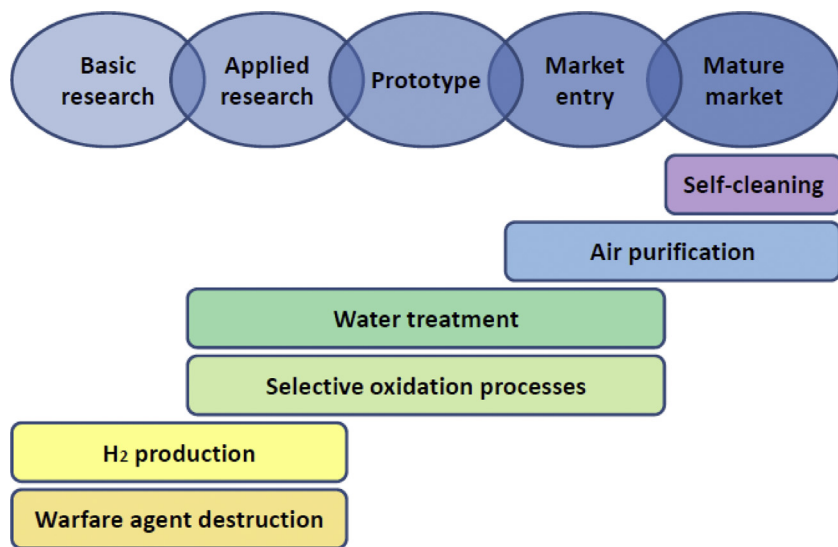 Basic
research
Applied
research
Prototype
Market
entry
Mature
market
Self-cleaning
Air purification
Water treatment
Selective oxidation processes
H₂ production
Warfare agent destruction